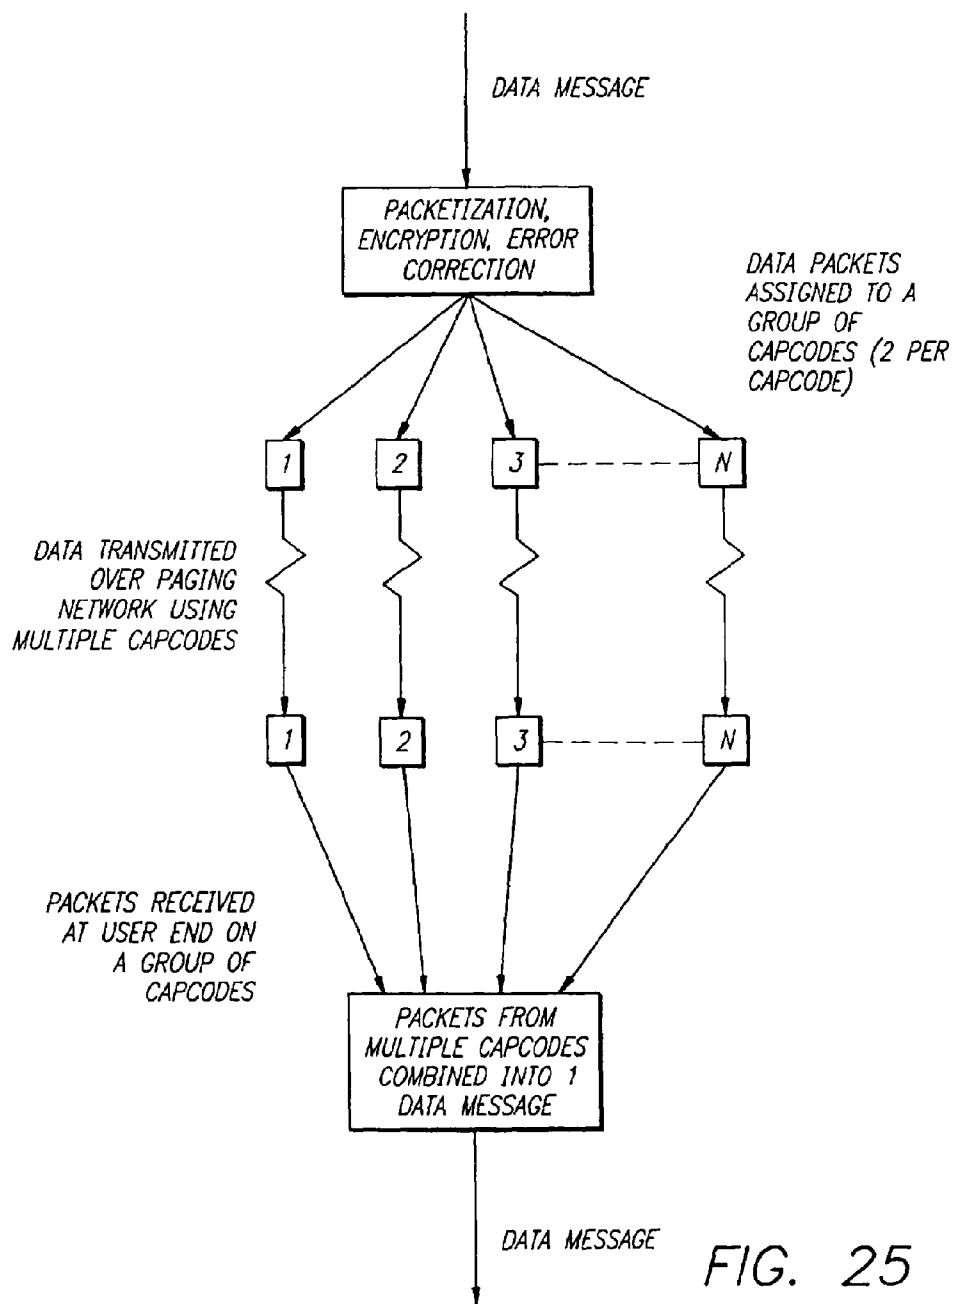 DATA MESSAGE
PACKETIZATION,
ENCRYPTION, ERROR
CORRECTION
DATA PACKETS
ASSIGNED TO A
GROUP OF
CAPCODES (2 PER
CAPCODE)
1 2 3 N
DATA TRANSMITTED
OVER PAGING
NETWORK USING
MULTIPLE CAPCODES
1 2 3 N
PACKETS RECEIVED
AT USER END ON
A GROUP OF
CAPCODES
PACKETS FROM
MULTIPLE CAPCODES
COMBINED INTO 1
DATA MESSAGE
DATA MESSAGE
FIG. 25